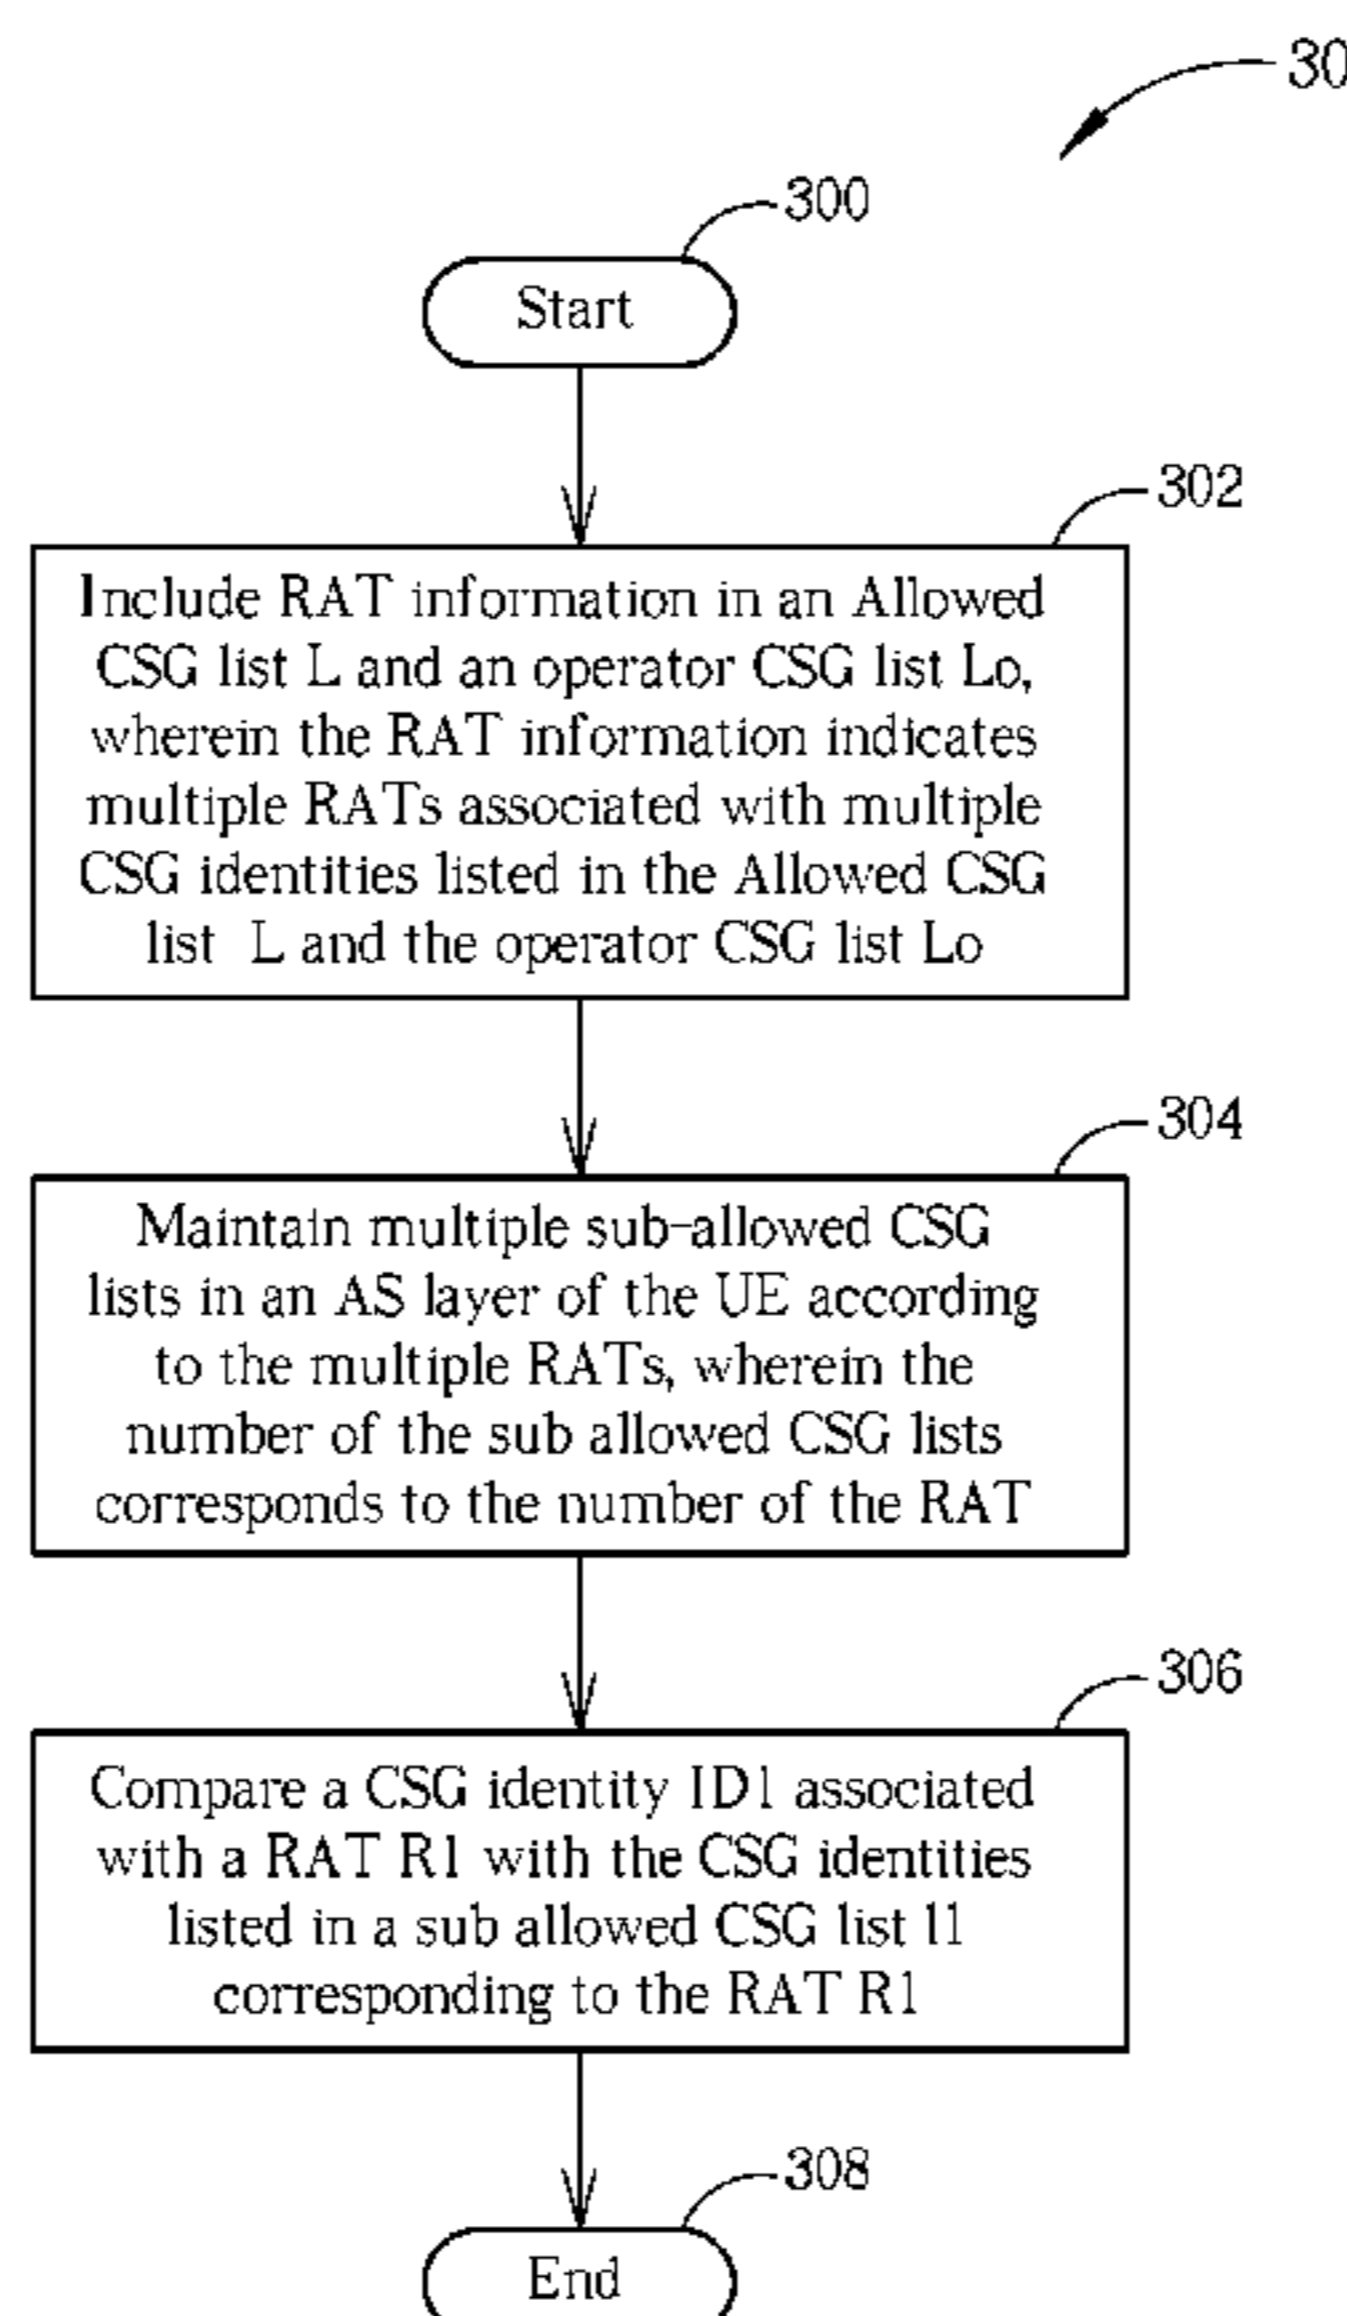 30
300
Start
302
Include RAT information in an Allowed
CSG list L and an operator CSG list Lo,
wherein the RAT information indicates
multiple RATs associated with multiple
CSG identities listed in the Allowed CSG
list L and the operator CSG list Lo
304
Maintain multiple sub-allowed CSG
lists in an AS layer of the UE according
to the multiple RATs, wherein the
number of the sub allowed CSG lists
corresponds to the number of the RAT
306
Compare a CSG identity ID1 associated
with a RAT R1 with the CSG identities
listed in a sub allowed CSG list l1
corresponding to the RAT R1
308
End